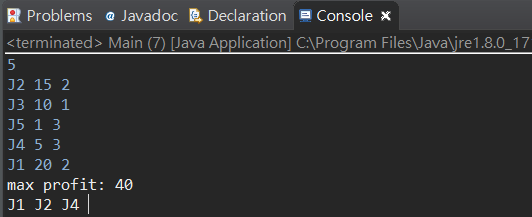 Problems @ Javadoc Declaration Console
<terminated> Main (7) [Java Application] C:\Program Files\Java\jre1.8.0_17
5
J2 15 2
J3 10 1
J5 1 3
J4 5 3
J1 20 2
max profit: 40
J1 J2 J4